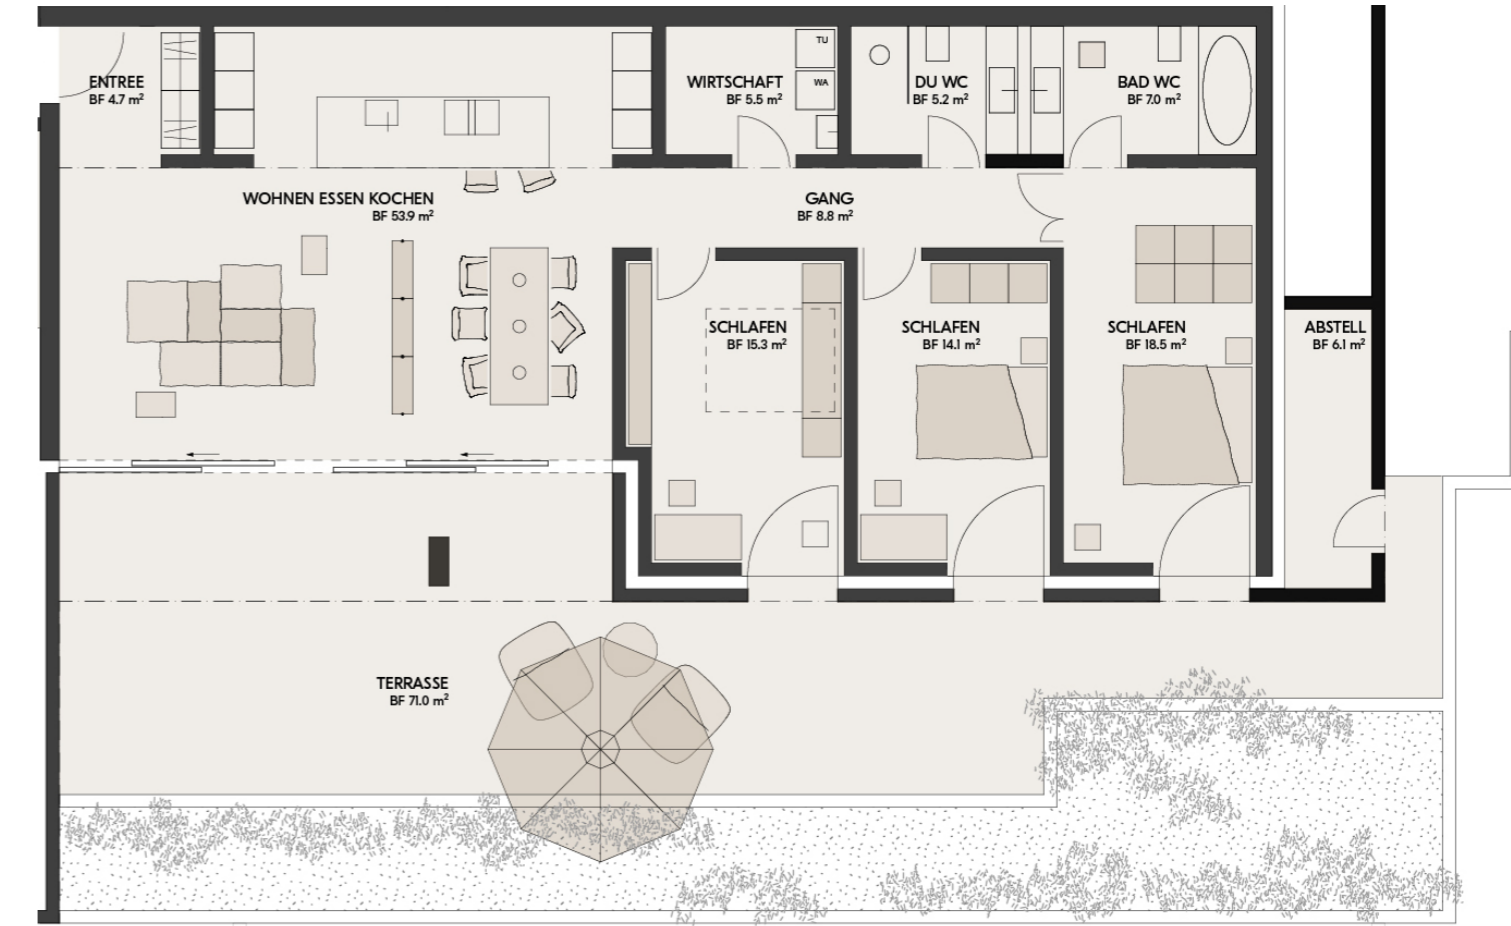 ENTREE
BF 4.7 m²
WIRTSCHAFT
BF 5.5 m²
TU
WA
DU WC
BF 5.2 m²
BAD WC
BF 7.0 m²
WOHNEN ESSEN KOCHEN
BF 53.9 m²
GANG
BF 8.8 m²
SCHLAFEN
BF 15.3 m²
SCHLAFEN
BF 14.1 m²
SCHLAFEN
BF 18.5 m²
ABSTELL
BF 6.1 m²
TERRASSE
BF 71.0 m²